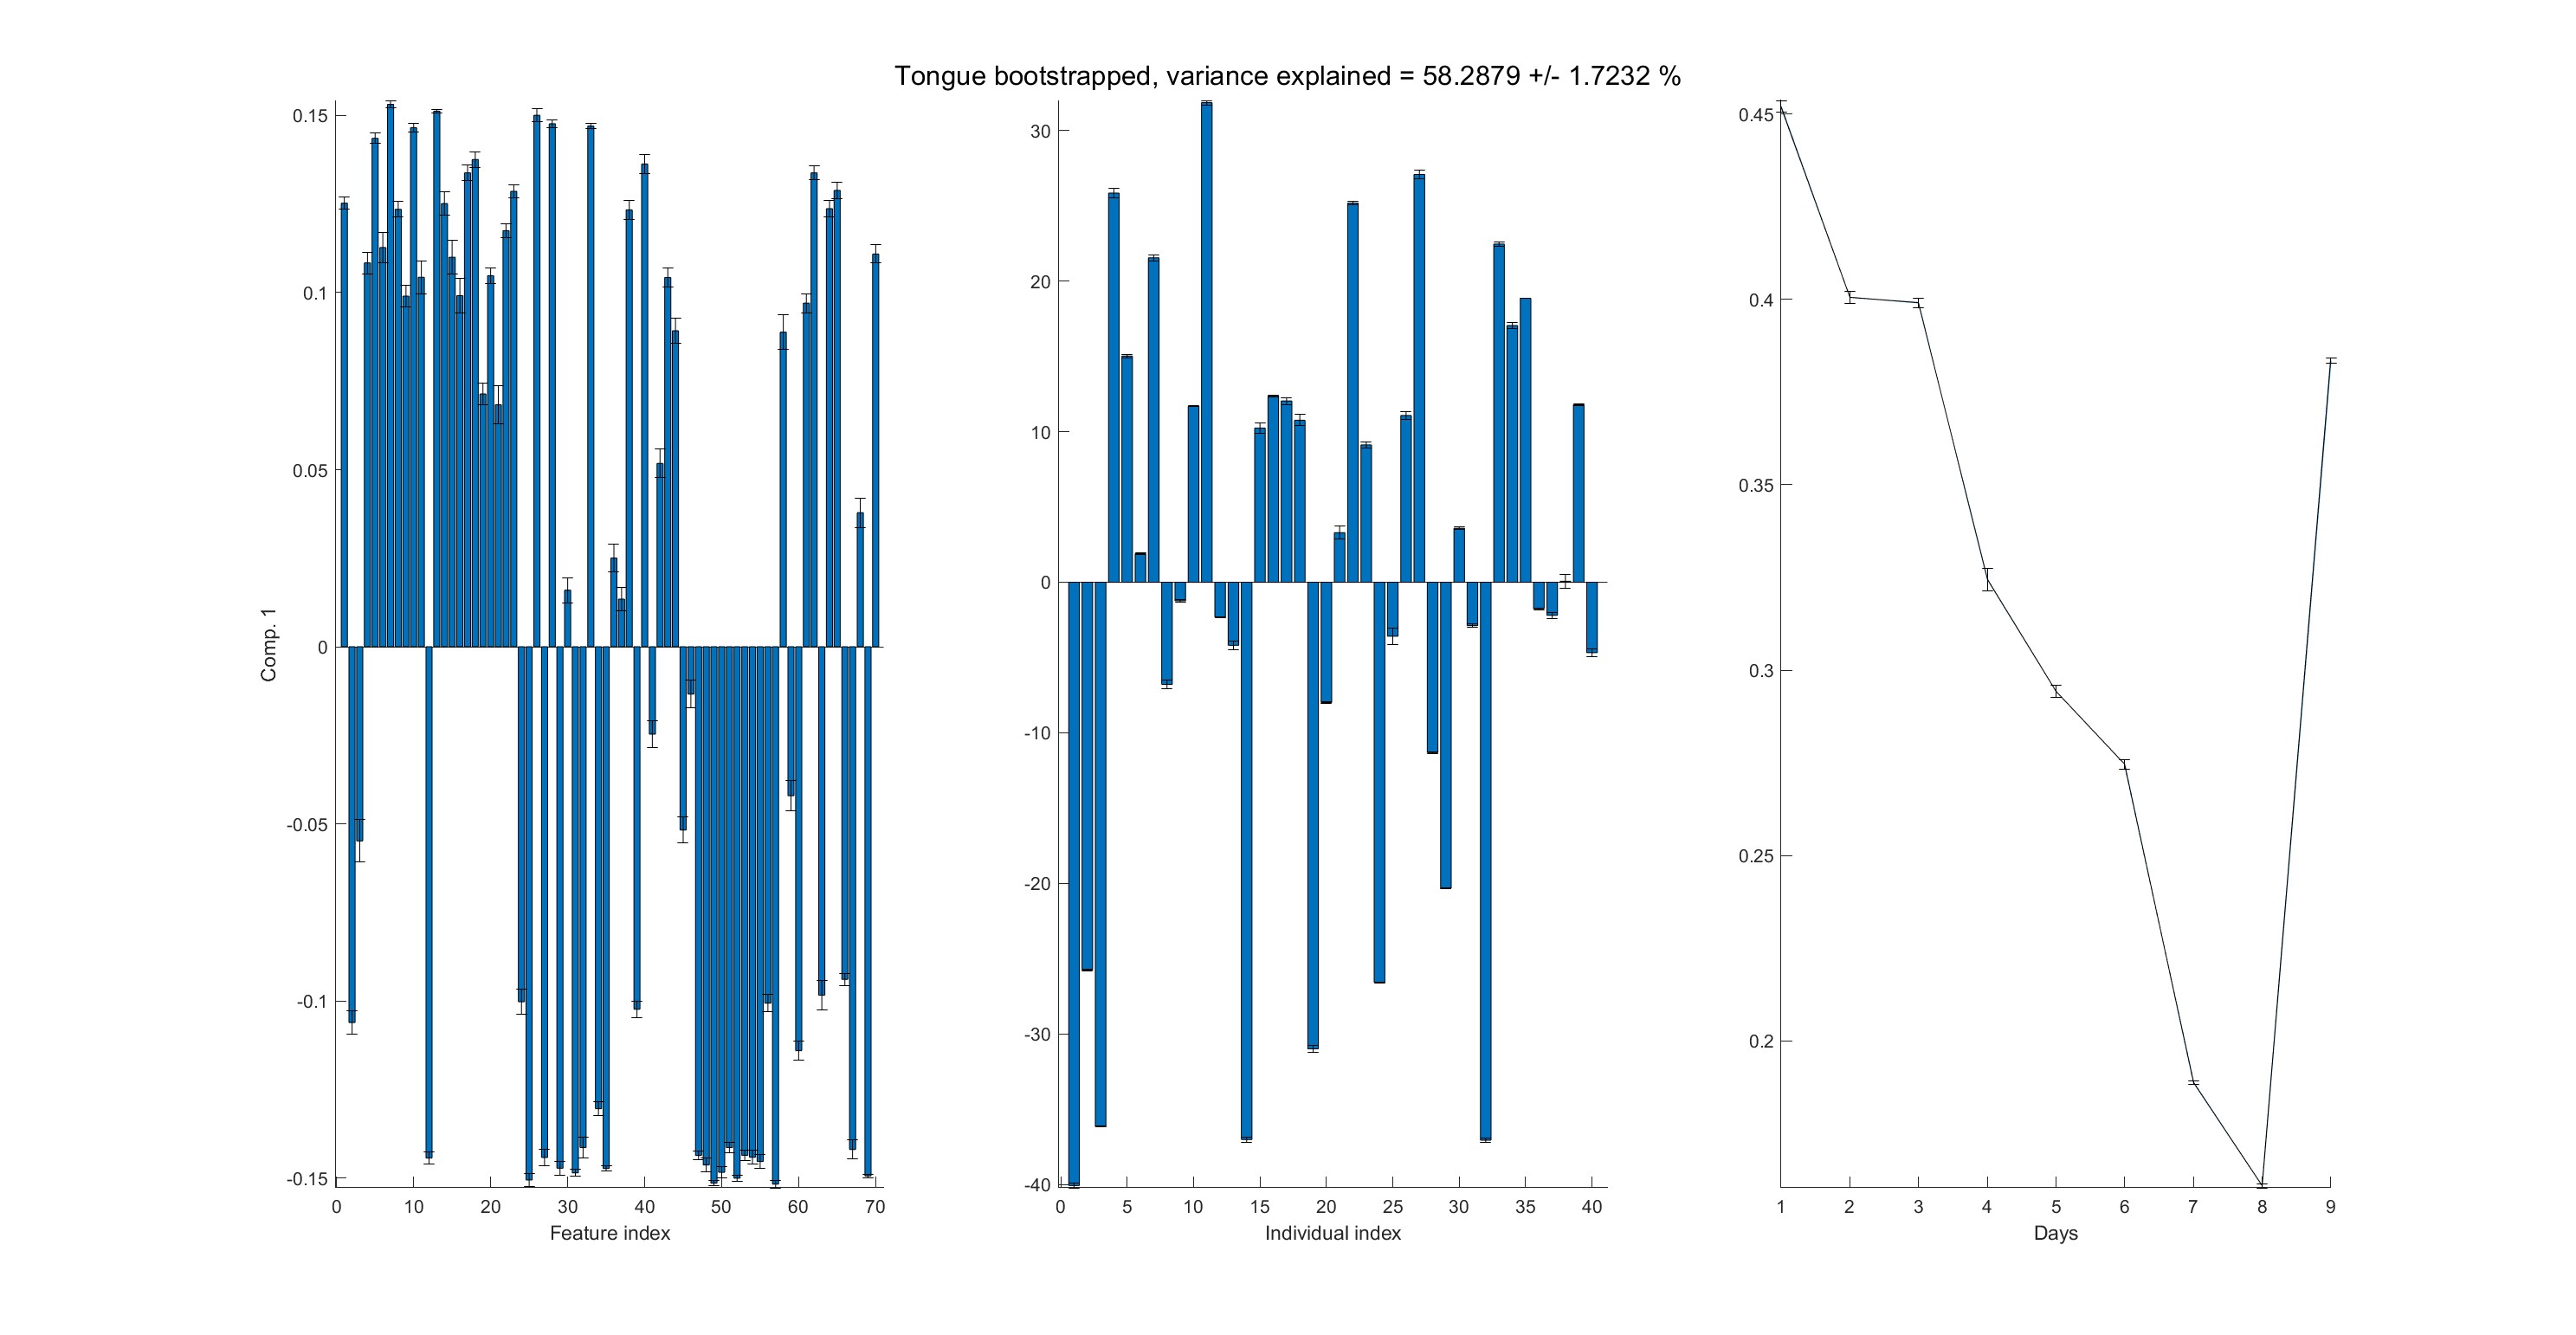 Tongue bootstrapped, variance explained = 58.2879 +/- 1.7232 %
Comp. 1
0.15
0.1
0.05
0
-0.05
-0.1
-0.15
0 10 20 30 40 50 60 70
Feature index
30
20
10
0
-10
-20
-30
-40
0 5 10 15 20 25 30 35 40
Individual index
0.45
0.4
0.35
0.3
0.25
0.2
1 2 3 4 5 6 7 8 9
Days